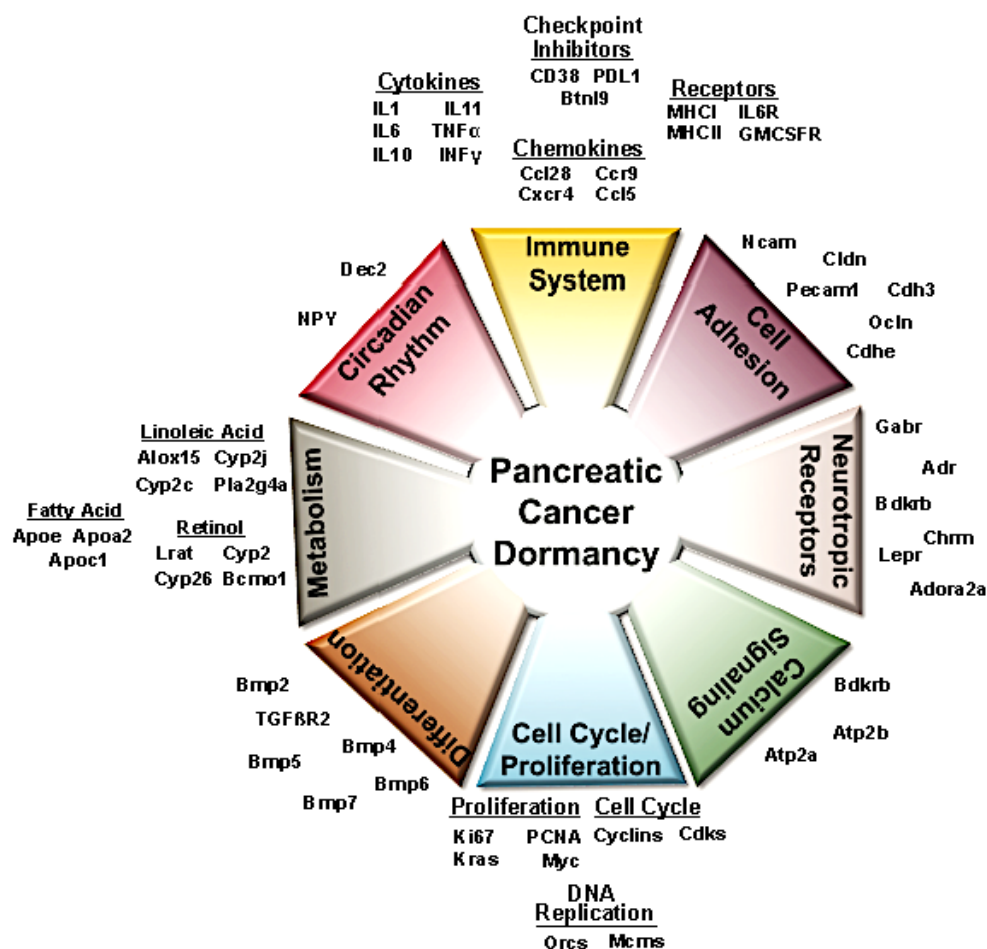 Checkpoint
Inhibitors
CD38 PDL1
Btnl9
Cytokines
IL1 IL11
IL6 TNFα
IL10 INFγ
Receptors
MHCI IL6R
MHCII GMCSFR
Chemokines
Ccl28 Ccr9
Cxcr4 Ccl5
Immune
System
Dec2
NPY
Circadian
Rhythm
Ncam
Cldn
Pecam1 Cdh3
Ocln
Cdhe
Cell
Adhesion
Linoleic Acid
Alox15 Cyp2j
Cyp2c Pla2g4a
Fatty Acid
Apoe Apoa2
Apoc1
Retinol
Lrat Cyp2
Cyp26 Bcmo1
Metabolism
Pancreatic
Cancer
Dormancy
Neurotropic
Receptors
Gabr
Adr
Bdkrb
Chrm
Lepr
Adora2a
Differentiation
Bmp2
TGFßR2
Bmp4
Bmp5
Bmp6
Bmp7
Cell Cycle/
Proliferation
Calcium
Signaling
Bdkrb
Atp2b
Atp2a
Proliferation Cell Cycle
Ki67 PCNA Cyclins Cdks
Kras Myc
DNA
Replication
Orcs Mcms